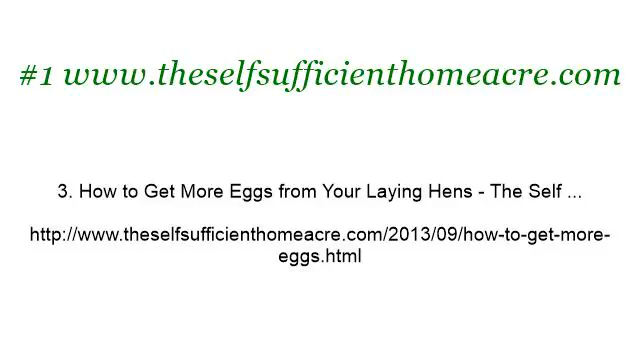 #1 www.theselfsufficienthomeacre.com
3. How to Get More Eggs from Your Laying Hens - The Self ...
http://www.theselfsufficienthomeacre.com/2013/09/how-to-get-more-
eggs.html